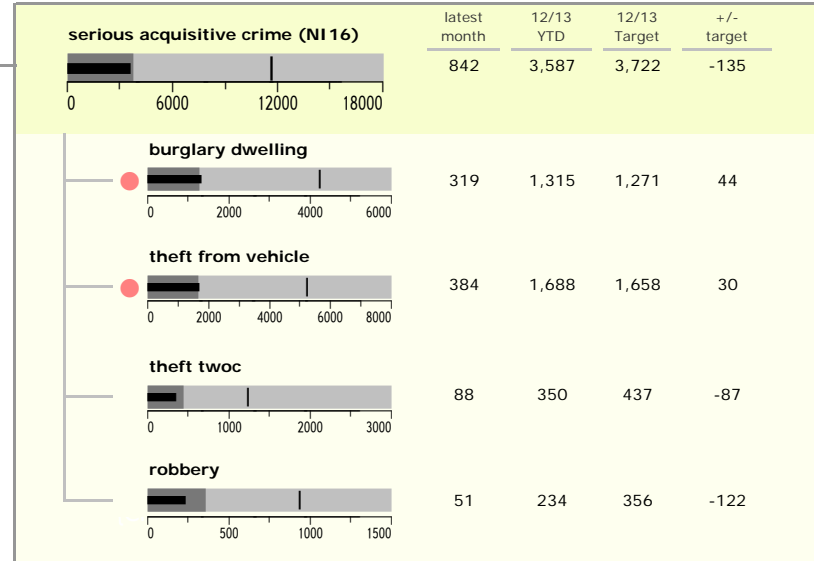 latest 12/13 12/13 +/-
serious acquisitive crime (NI16) month YTD Target target
842 3,587 3,722 -135
0 6000 12000 18000
burglary dwelling
319 1,315 1,271 44
0 2000 4000 6000
theft from vehicle
384 1,688 1,658 30
0 2000 4000 6000 8000
theft twoc
88 350 437 -87
0 1000 2000 3000
robbery
51 234 356 -122
0 500 1000 1500